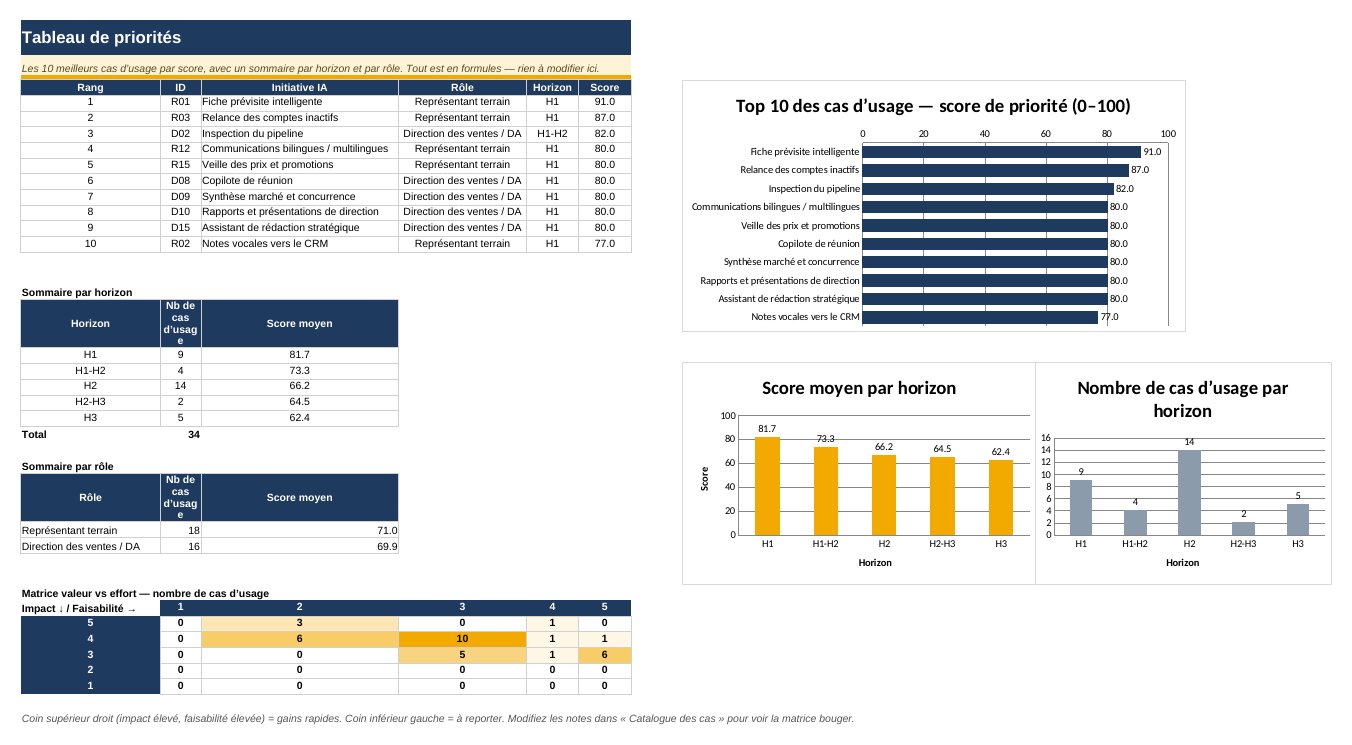 Tableau de priorités
Les 10 meilleurs cas d’usage par score, avec un sommaire par horizon et par rôle. Tout est en formules — rien à modifier ici.
Rang ID Initiative IA Rôle Horizon Score
1 R01 Fiche prévisite intelligente Représentant terrain H1 91.0
2 R03 Relance des comptes inactifs Représentant terrain H1 87.0
3 D02 Inspection du pipeline Direction des ventes / DA H1-H2 82.0
4 R12 Communications bilingues / multilingues Représentant terrain H1 80.0
5 R15 Veille des prix et promotions Représentant terrain H1 80.0
6 D08 Copilote de réunion Direction des ventes / DA H1 80.0
7 D09 Synthèse marché et concurrence Direction des ventes / DA H1 80.0
8 D10 Rapports et présentations de direction Direction des ventes / DA H1 80.0
9 D15 Assistant de rédaction stratégique Direction des ventes / DA H1 80.0
10 R02 Notes vocales vers le CRM Représentant terrain H1 77.0
Sommaire par horizon
Horizon Nb de cas d’usage Score moyen
H1 9 81.7
H1-H2 4 73.3
H2 14 66.2
H2-H3 2 64.5
H3 5 62.4
Total 34
Sommaire par rôle
Rôle Nb de cas d’usage Score moyen
Représentant terrain 18 71.0
Direction des ventes / DA 16 69.9
Matrice valeur vs effort — nombre de cas d’usage
Impact ↓ / Faisabilité → 1 2 3 4 5
5 0 3 0 1 0
4 0 6 10 1 1
3 0 0 5 1 6
2 0 0 0 0 0
1 0 0 0 0 0
Coin supérieur droit (impact élevé, faisabilité élevée) = gains rapides. Coin inférieur gauche = à reporter. Modifiez les notes dans « Catalogue des cas » pour voir la matrice bouger.
Top 10 des cas d’usage — score de priorité (0–100)
0 20 40 60 80 100
Fiche prévisite intelligente 91.0
Relance des comptes inactifs 87.0
Inspection du pipeline 82.0
Communications bilingues / multilingues 80.0
Veille des prix et promotions 80.0
Copilote de réunion 80.0
Synthèse marché et concurrence 80.0
Rapports et présentations de direction 80.0
Assistant de rédaction stratégique 80.0
Notes vocales vers le CRM 77.0
Score moyen par horizon
Score
100
80
60
40
20
0
81.7 73.3 66.2 64.5 62.4
H1 H1-H2 H2 H2-H3 H3
Horizon
Nombre de cas d’usage par
horizon
16
14
12
10
8
6
4
2
0
9 4 14 2 5
H1 H1-H2 H2 H2-H3 H3
Horizon